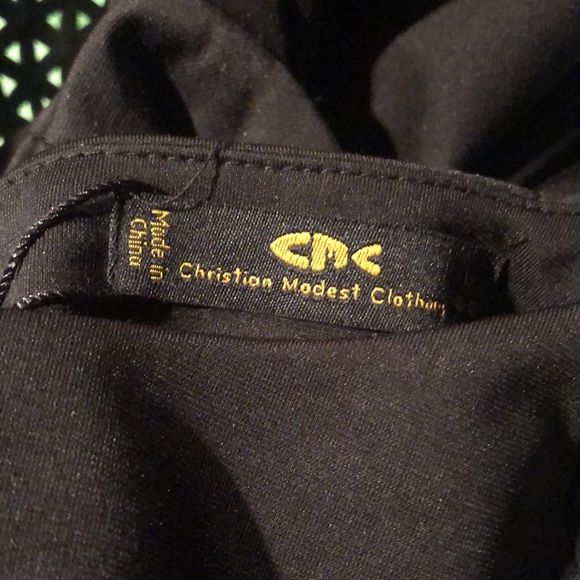 CMC
Christian Modest Clothing
Made in
China